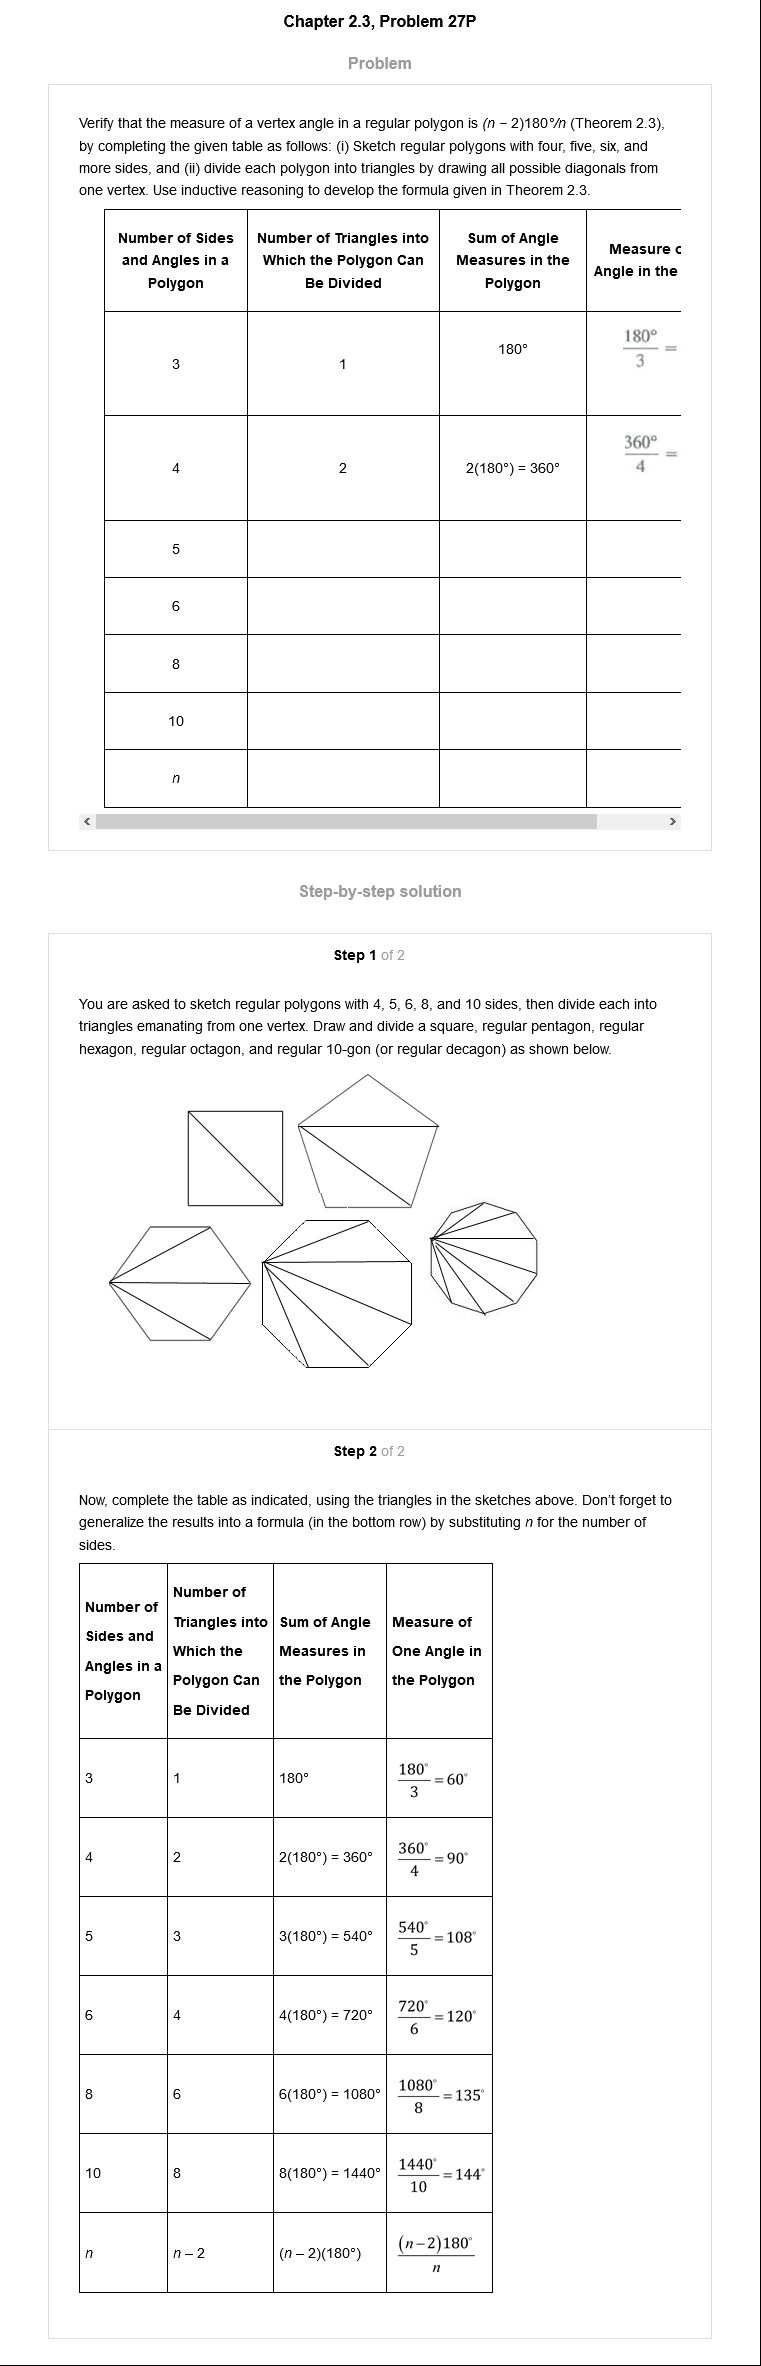 Chapter 2.3, Problem 27P
Problem
Verify that the measure of a vertex angle in a regular polygon is (n − 2)180°/n (Theorem 2.3),
by completing the given table as follows: (i) Sketch regular polygons with four, five, six, and
more sides, and (ii) divide each polygon into triangles by drawing all possible diagonals from
one vertex. Use inductive reasoning to develop the formula given in Theorem 2.3.
Number of Sides
and Angles in a
Polygon
Number of Triangles into
Which the Polygon Can
Be Divided
Sum of Angle
Measures in the
Polygon
Measure
Angle in the
3
1
180°
180°
3
=
4
2
2(180°) = 360°
360°
4
=
5
6
8
10
n
Step-by-step solution
Step 1 of 2
You are asked to sketch regular polygons with 4, 5, 6, 8, and 10 sides, then divide each into
triangles emanating from one vertex. Draw and divide a square, regular pentagon, regular
hexagon, regular octagon, and regular 10-gon (or regular decagon) as shown below.
Step 2 of 2
Now, complete the table as indicated, using the triangles in the sketches above. Don't forget to
generalize the results into a formula (in the bottom row) by substituting n for the number of
sides.
Number of
Sides and
Angles in a
Polygon
Number of
Triangles into
Which the
Polygon Can
Be Divided
Sum of Angle
Measures in
the Polygon
Measure of
One Angle in
the Polygon
3
1
180°
180°
3
= 60°
4
2
2(180°) = 360°
360°
4
= 90°
5
3
3(180°) = 540°
540°
5
= 108°
6
4
4(180°) = 720°
720°
6
= 120°
8
6
6(180°) = 1080°
1080°
8
= 135°
10
8
8(180°) = 1440°
1440°
10
= 144°
n
n – 2
(n – 2)(180°)
(n−2)180°
n